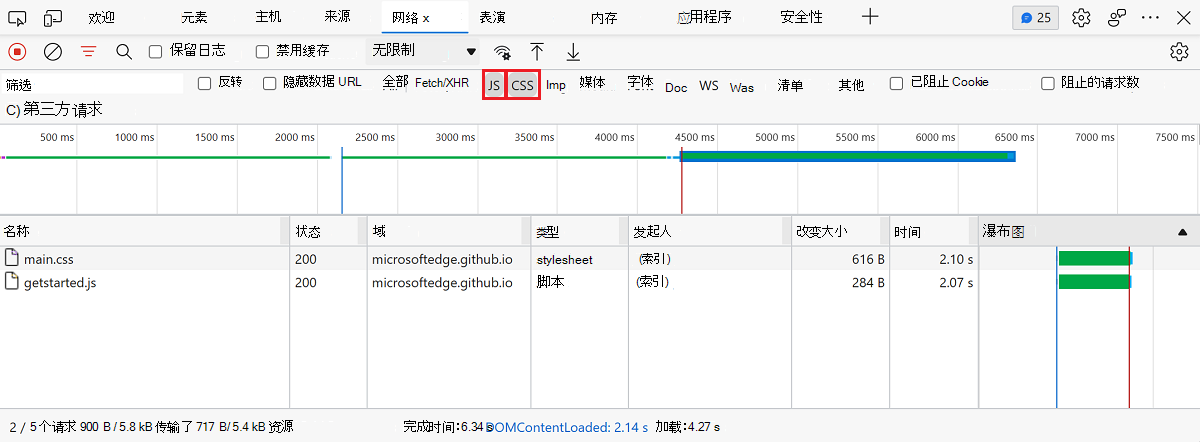 欢迎 元素 主机 来源 网络 x 表演 内存 应用程序 安全性 25
保留日志 禁用缓存 无限制
筛选 反转 隐藏数据 URL 全部 Fetch/XHR JS CSS Imp 媒体 字体 Doc WS Was 清单 其他 已阻止 Cookie 阻止的请求数
C) 第三方请求
500 ms 1000 ms 1500 ms 2000 ms 2500 ms 3000 ms 3500 ms 4000 ms 4500 ms 5000 ms 5500 ms 6000 ms 6500 ms 7000 ms 7500 ms
名称 状态 域 类型 发起人 改变大小 时间 瀑布图
main.css 200 microsoftedge.github.io stylesheet (索引) 616 B 2.10 s
getstarted.js 200 microsoftedge.github.io 脚本 (索引) 284 B 2.07 s
2 / 5 个请求 900 B / 5.8 kB 传输了 717 B/ 5.4 kB 资源 完成时间:6.34 s DOMContentLoaded: 2.14 s 加载:4.27 s